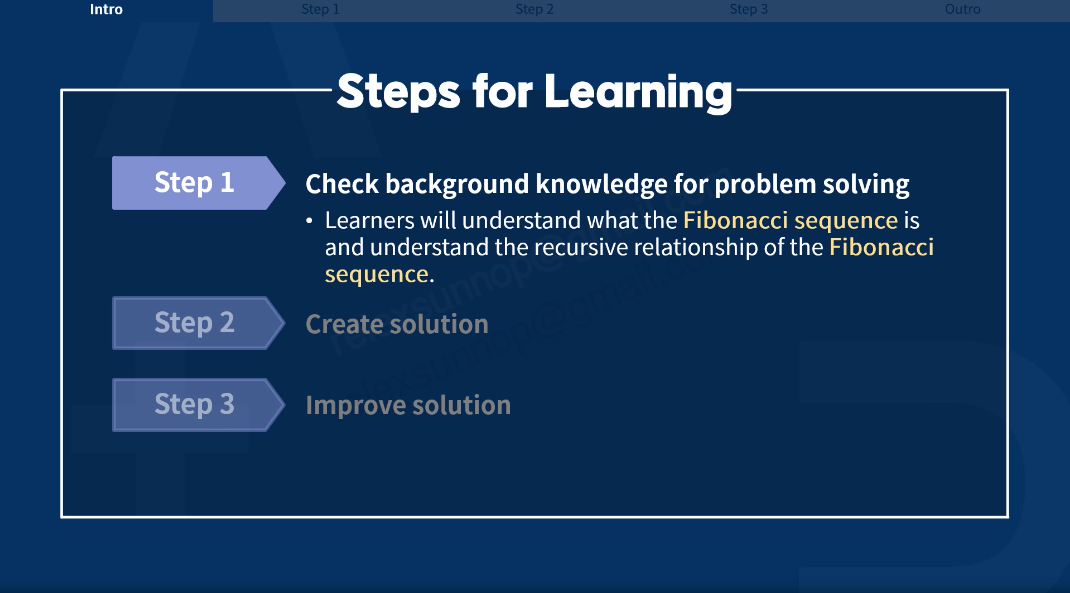 Intro
Step 1
Step 2
Step 3
Outro
Steps for Learning
Step 1
Check background knowledge for problem solving
• Learners will understand what the Fibonacci sequence is
and understand the recursive relationship of the Fibonacci
sequence.
Step 2
Create solution
Step 3
Improve solution